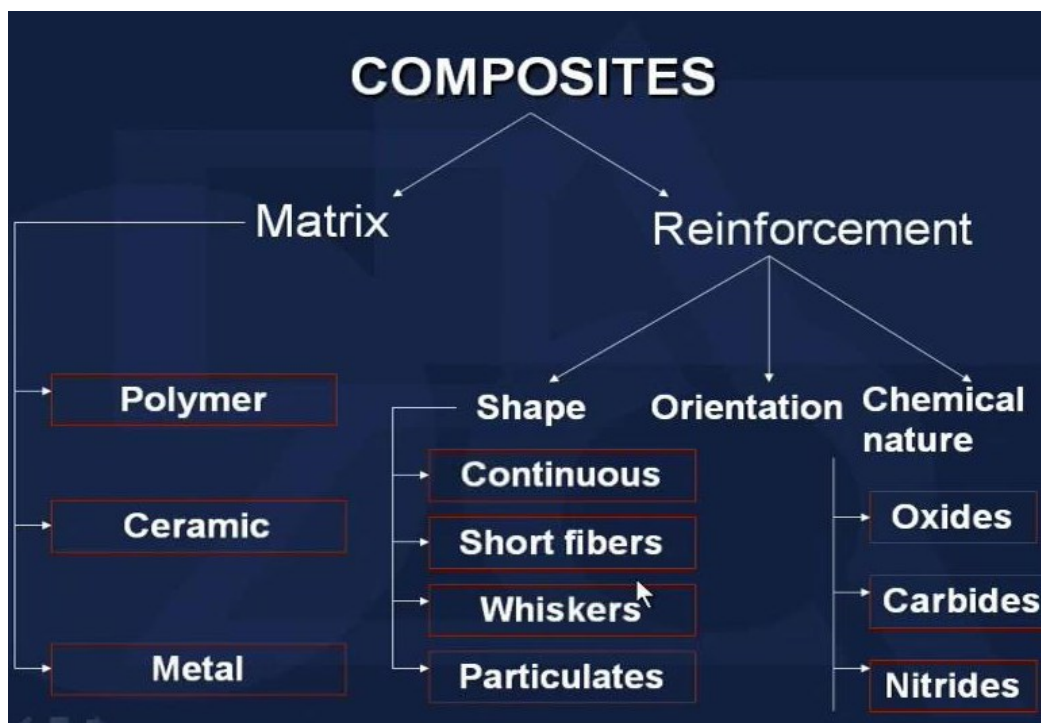 COMPOSITES
Matrix
Reinforcement
Polymer
Ceramic
Metal
Shape
Continuous
Short fibers
Whiskers
Particulates
Orientation
Chemical
nature
Oxides
Carbides
Nitrides